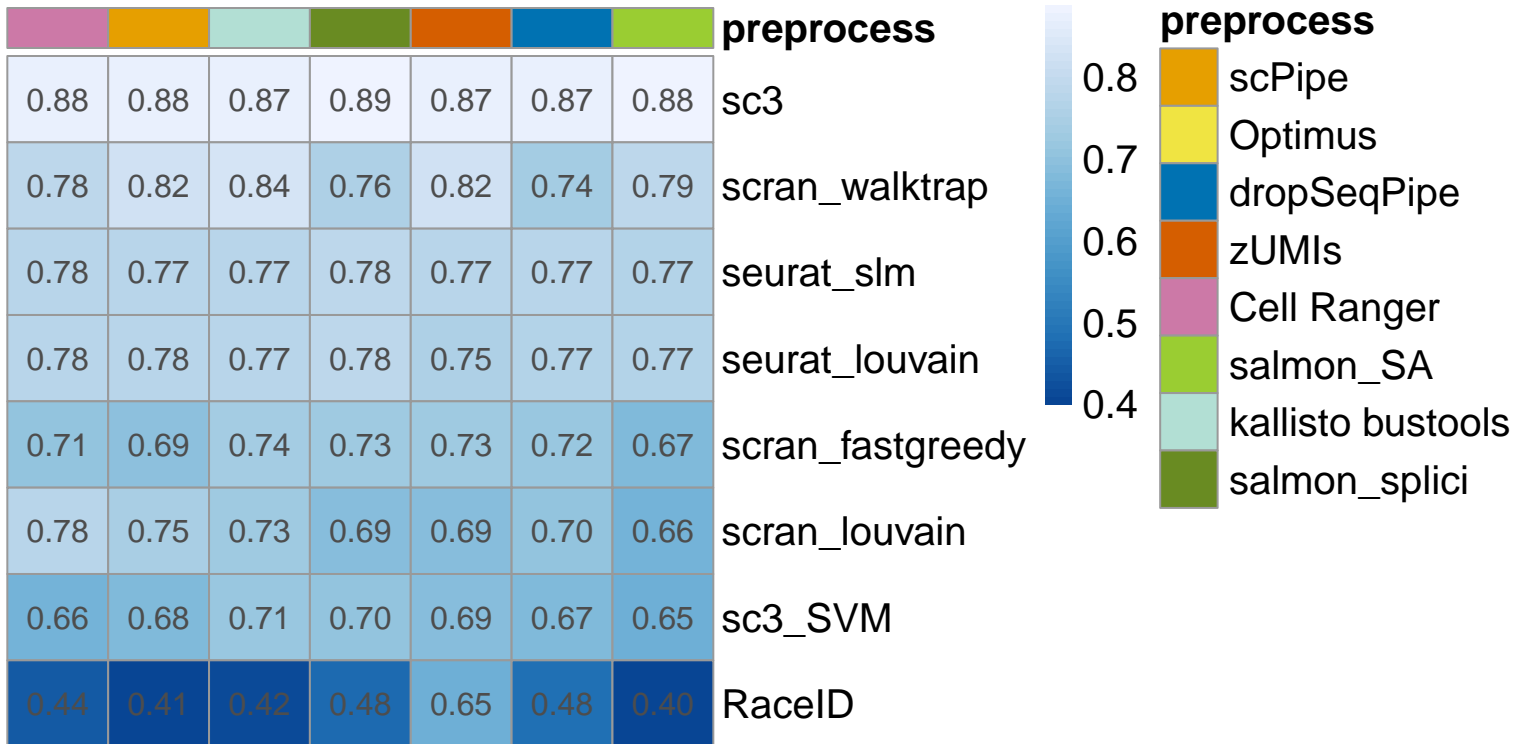 preprocess
0.88 0.88 0.87 0.89 0.87 0.87 0.88 sc3
0.78 0.82 0.84 0.76 0.82 0.74 0.79 scran_walktrap
0.78 0.77 0.77 0.78 0.77 0.77 0.77 seurat_slm
0.78 0.78 0.77 0.78 0.75 0.77 0.77 seurat_louvain
0.71 0.69 0.74 0.73 0.73 0.72 0.67 scran_fastgreedy
0.78 0.75 0.73 0.69 0.69 0.70 0.66 scran_louvain
0.66 0.68 0.71 0.70 0.69 0.67 0.65 sc3_SVM
0.44 0.41 0.42 0.48 0.65 0.48 0.40 RaceID
0.8
0.7
0.6
0.5
0.4
preprocess
scPipe
Optimus
dropSeqPipe
zUMIs
Cell Ranger
salmon_SA
kallisto bustools
salmon_splici